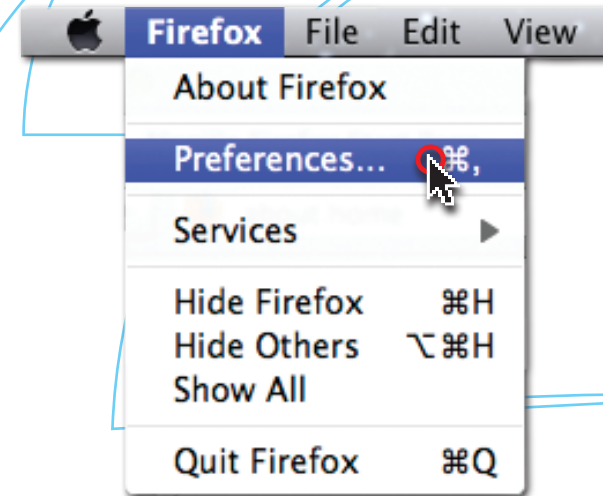 Firefox File Edit View
About Firefox
Preferences... ⌘,
Services
Hide Firefox ⌘H
Hide Others ⌥⌘H
Show All
Quit Firefox ⌘Q